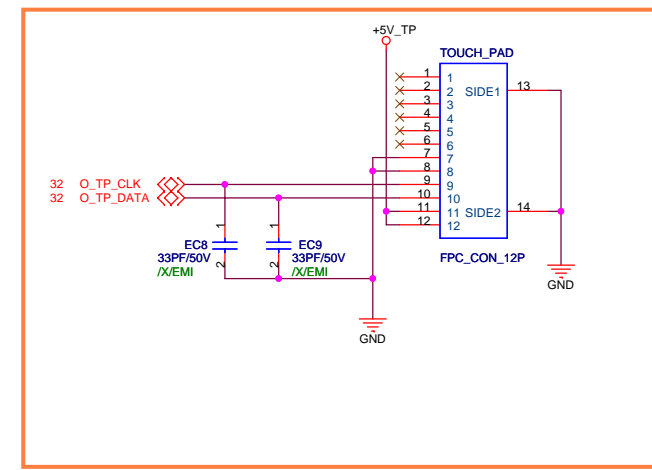 +5V_TP
TOUCH_PAD
1 1
2 2 SIDE1 13
3 3
4 4
5 5
6 6
7 7
8 8
32 O_TP_CLK 9 9
32 O_TP_DATA 10 10
11 11 SIDE2 14
12 12
1 1
EC8 EC9 FPC_CON_12P
33PF/50V 33PF/50V
2 2
/X/EMI /X/EMI
GND
GND